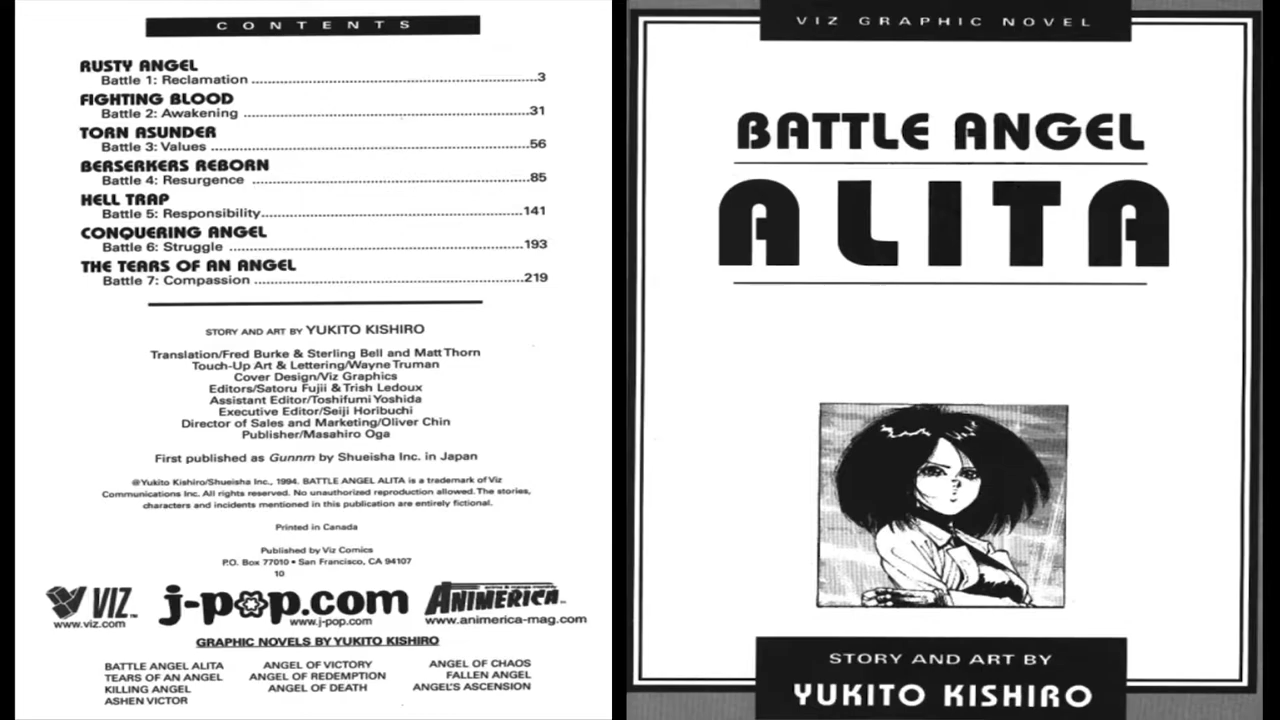 CONTENTS
RUSTY ANGEL
Battle 1: Reclamation ...3
FIGHTING BLOOD
Battle 2: Awakening ...31
TORN ASUNDER
Battle 3: Values ...56
BERSERKERS REBORN
Battle 4: Resurgence ...85
HELL TRAP
Battle 5: Responsibility...141
CONQUERING ANGEL
Battle 6: Struggle ...193
THE TEARS OF AN ANGEL
Battle 7: Compassion ...219
STORY AND ART BY YUKITO KISHIRO
Translation/Fred Burke & Sterling Bell and Matt Thorn
Touch-Up Art & Lettering/Wayne Truman
Cover Design/Viz Graphics
Editors/Satoru Fujii & Trish Ledoux
Assistant Editor/Toshifumi Yoshida
Executive Editor/Seiji Horibuchi
Director of Sales and Marketing/Oliver Chin
Publisher/Masahiro Oga
First published as Gunnm by Shueisha Inc. in Japan
@Yukito Kishiro/Shueisha Inc., 1994. BATTLE ANGEL ALITA is a trademark of Viz
Communications Inc. All rights reserved. No unauthorized reproduction allowed. The stories,
characters and incidents mentioned in this publication are entirely fictional.
Printed in Canada
Published by Viz Comics
P.O. Box 77010 • San Francisco, CA 94107
10
VIZ
www.viz.com
j-pop.com
www.j-pop.com
ANIMERICA
www.animerica-mag.com
GRAPHIC NOVELS BY YUKITO KISHIRO
BATTLE ANGEL ALITA
TEARS OF AN ANGEL
KILLING ANGEL
ASHEN VICTOR
ANGEL OF VICTORY
ANGEL OF REDEMPTION
ANGEL OF DEATH
ANGEL OF CHAOS
FALLEN ANGEL
ANGEL'S ASCENSION
VIZ GRAPHIC NOVEL
BATTLE ANGEL
ALITA
STORY AND ART BY
YUKITO KISHIRO